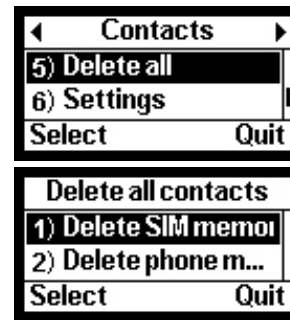 Contacts
5) Delete all
6) Settings
Select Quit
Delete all contacts
1) Delete SIM memor
2) Delete phone m...
Select Quit